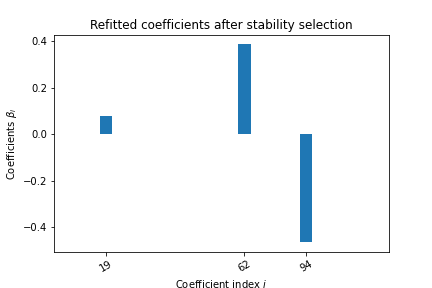 Refitted coefficients after stability selection
0.4
0.2
0.0
−0.2
−0.4
Coefficients βᵢ
19
62
94
Coefficient index i